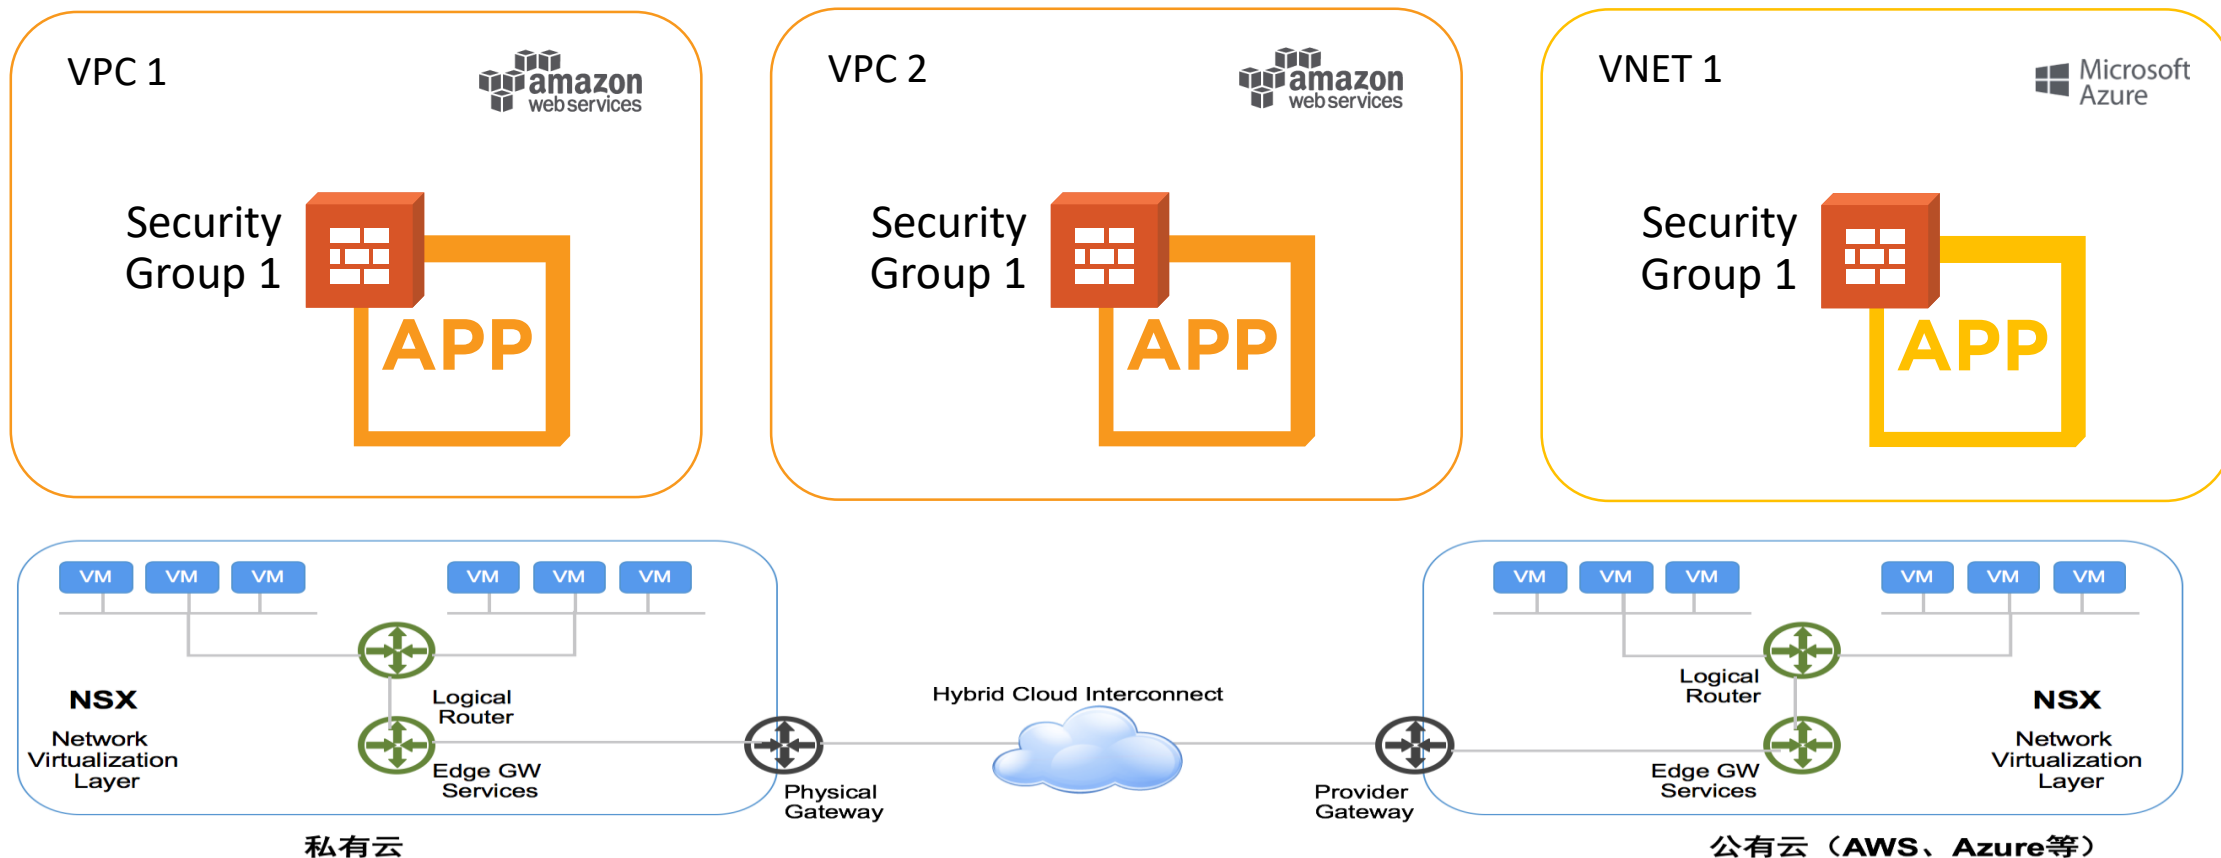 VPC 1
amazon
web services
Security
Group 1
APP
VPC 2
amazon
web services
Security
Group 1
APP
VNET 1
Microsoft
Azure
Security
Group 1
APP
VM VM VM VM VM VM
Logical
Router
NSX
Network
Virtualization
Layer
Edge GW
Services
Physical
Gateway
Hybrid Cloud Interconnect
Provider
Gateway
VM VM VM VM VM VM
Logical
Router
Edge GW
Services
NSX
Network
Virtualization
Layer
私有云
公有云（AWS、Azure等）